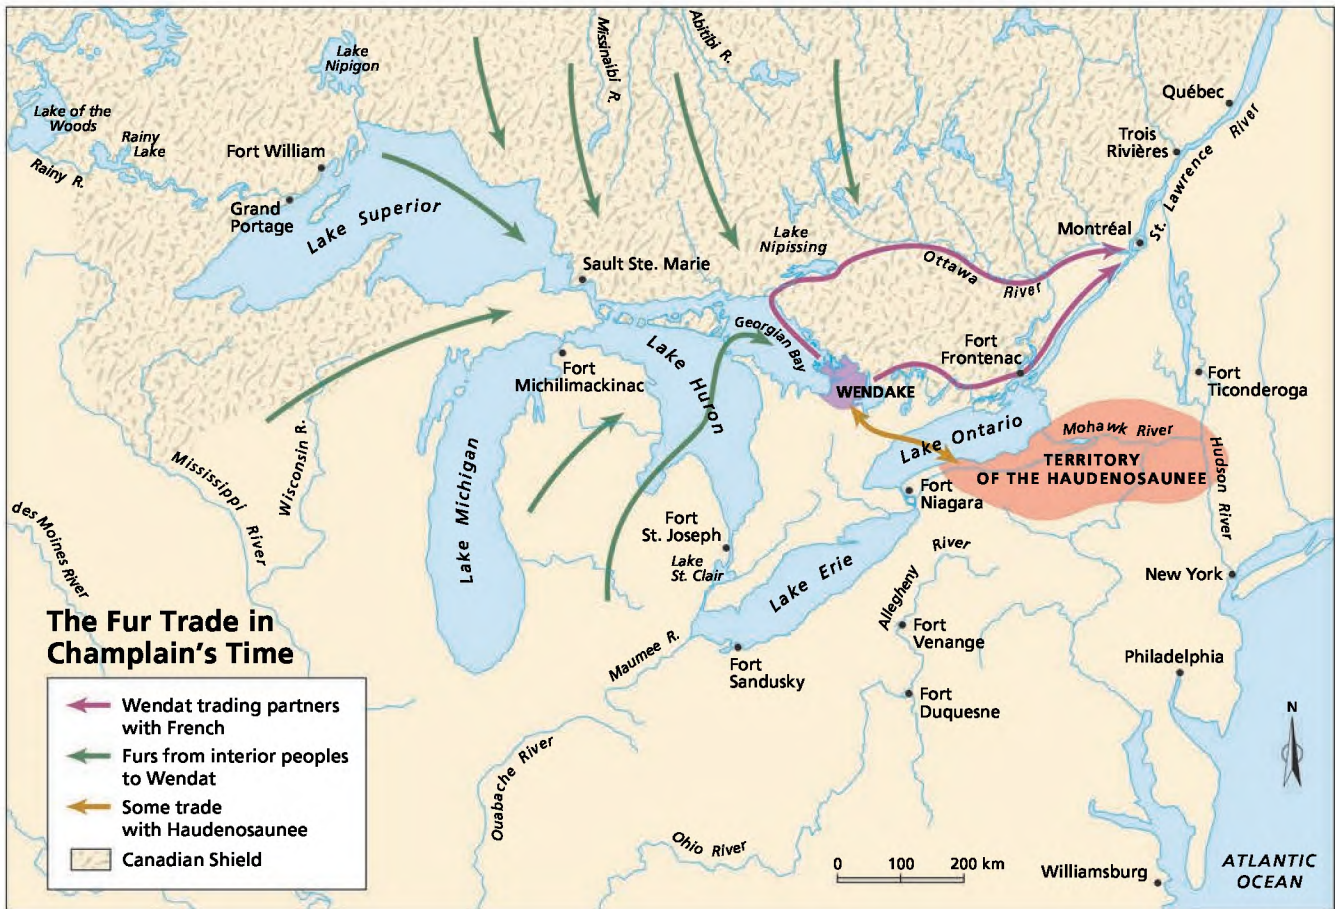 Lake
Nipigon
Missinaibi R.
Abitibi R.
Lake of the
Woods
Rainy
Lake
Rainy R.
Fort William
Grand
Portage
Lake Superior
Sault Ste. Marie
Lake
Nipissing
Québec
Trois
Rivières
St. Lawrence River
Montréal
Ottawa
River
Georgian Bay
Fort
Frontenac
Fort
Michilimackinac
Lake Huron
WENDAKE
Fort
Ticonderoga
Lake Ontario
Mohawk River
TERRITORY
OF THE HAUDENOSAUNEE
Hudson River
Mississippi River
Wisconsin R.
Lake Michigan
des Moines River
Fort
Niagara
Fort
St. Joseph
Lake
St. Clair
Lake Erie
Allegheny River
New York
Maumee R.
Fort
Sandusky
Fort
Venange
Philadelphia
Fort
Duquesne
Ouabache River
Ohio River
The Fur Trade in
Champlain's Time
Wendat trading partners
with French
Furs from interior peoples
to Wendat
Some trade
with Haudenosaunee
Canadian Shield
N
0 100 200 km
Williamsburg
ATLANTIC
OCEAN